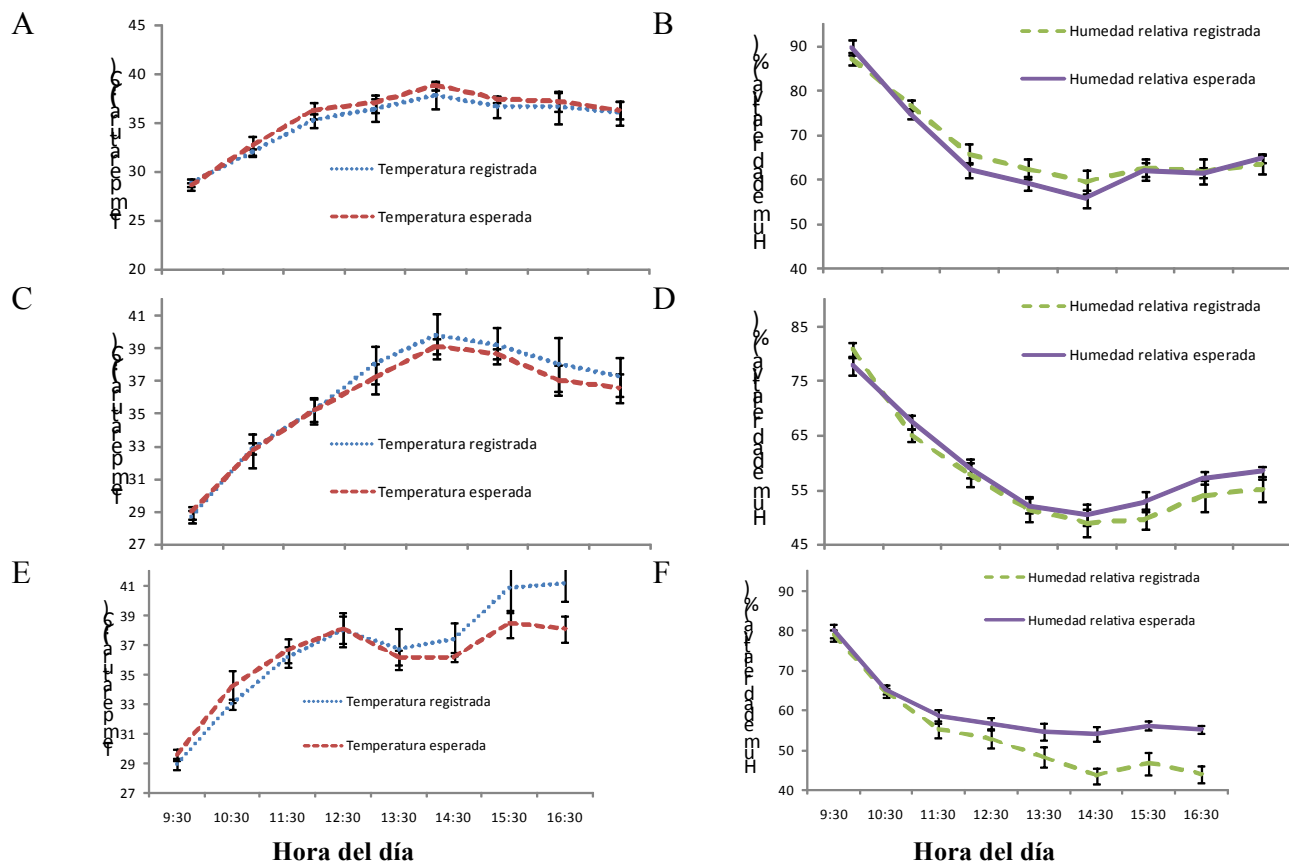 A
45
40
35
30
25
20
Temperatura registrada
Temperatura esperada
B
90
80
70
60
50
40
Humedad relativa registrada
Humedad relativa esperada
C
41
39
37
35
33
31
29
27
Temperatura registrada
Temperatura esperada
D
85
75
65
55
45
Humedad relativa registrada
Humedad relativa esperada
E
41
39
37
35
33
31
29
27
Temperatura registrada
Temperatura esperada
9:30 10:30 11:30 12:30 13:30 14:30 15:30 16:30
Hora del día
F
90
80
70
60
50
40
Humedad relativa registrada
Humedad relativa esperada
9:30 10:30 11:30 12:30 13:30 14:30 15:30 16:30
Hora del día